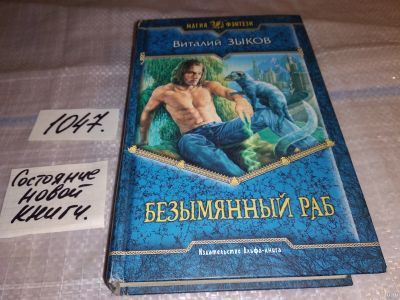 МАГИЯ ФЭНТЕЗИ
Виталий Зыков
1047.
Состояние
новой
книги.
БЕЗЫМЯННЫЙ РАБ
Издательство Альфа-книга